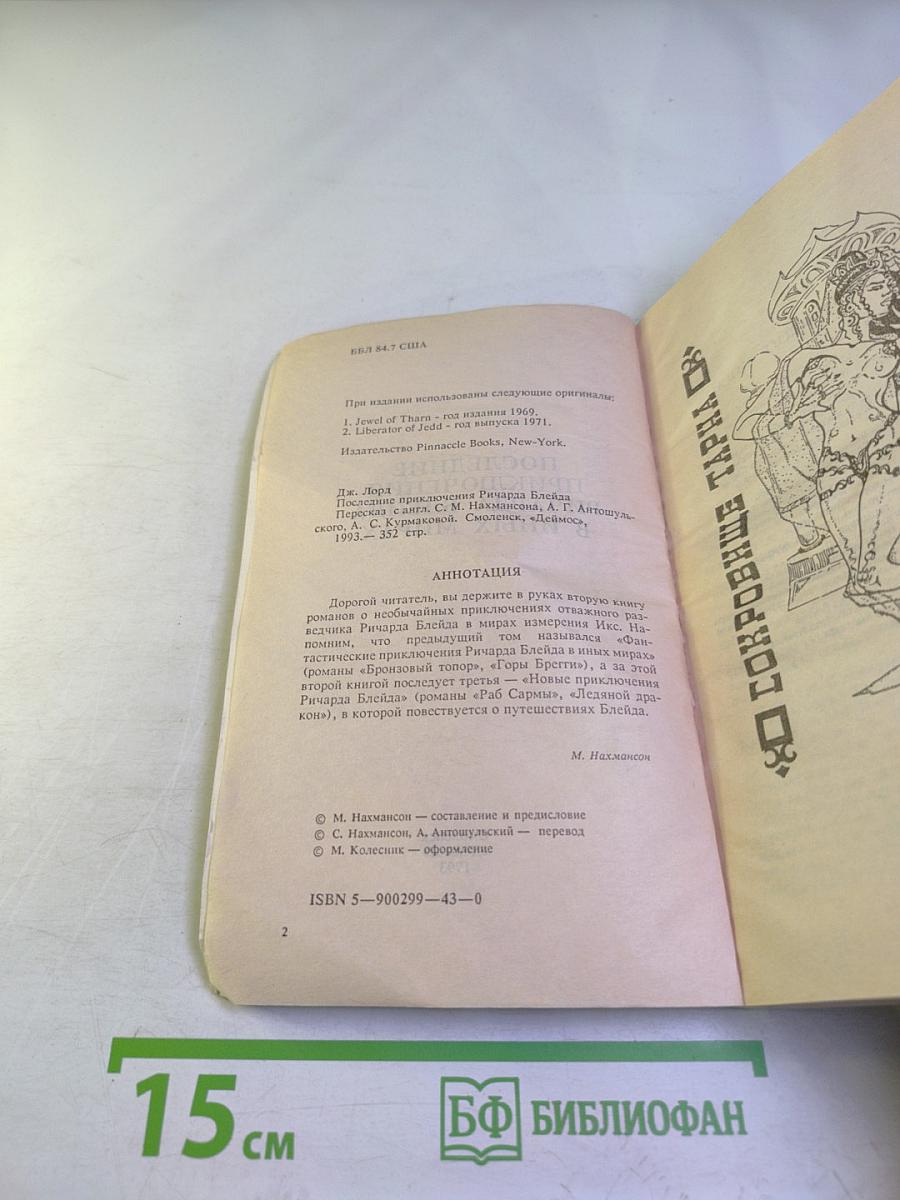 ББЛ 84.7 США
При издании использованы следующие оригиналы:
1. Jewel of Tharn - год издания 1969.
2. Liberator of Jedd - год выпуска 1971.
Издательство Pinnaccle Books, New-York.
Дж. Лорд
Последние приключения Ричарда Блейда
Пересказ с англ. С. М. Нахмансона, А. Г. Антошуль-
ского, А. С. Курмаковой. Смоленск, «Деймос»,
1993.— 352 стр.
АННОТАЦИЯ
Дорогой читатель, вы держите в руках вторую книгу
романов о необычайных приключениях отважного раз-
ведчика Ричарда Блейда в мирах измерения Икс. На-
помним, что предыдущий том назывался «Фан-
тастические приключения Ричарда Блейда в иных мирах»
(романы «Бронзовый топор», «Горы Брегги»), а за этой
второй книгой последует третья — «Новые приключения
Ричарда Блейда» (романы «Раб Сармы», «Ледяной дра-
кон»), в которой повествуется о путешествиях Блейда.
М. Нахмансон
© М. Нахмансон — составление и предисловие
© С. Нахмансон, А. Антошульский — перевод
© М. Колесник — оформление
ISBN 5—900299—43—0
2
СОКРОВИЩЕ ТАРНА
15 см
БФ БИБЛИОФАН